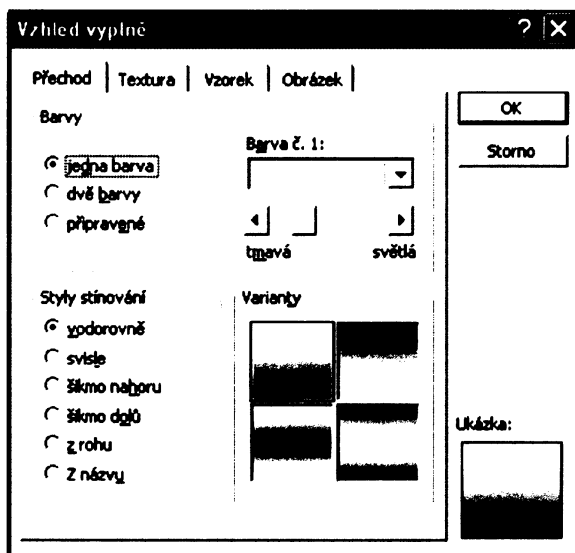 Vzhled vyplně
Přechod Textura Vzorek Obrázek
OK
Storno
Barvy
jedna barva
dvě barvy
připravené
Barva č. 1:
tmavá světlá
Styly stínování
vodorovně
svisle
šikmo nahoru
šikmo dolů
z rohu
Z názvu
Varianty
Ukázka: